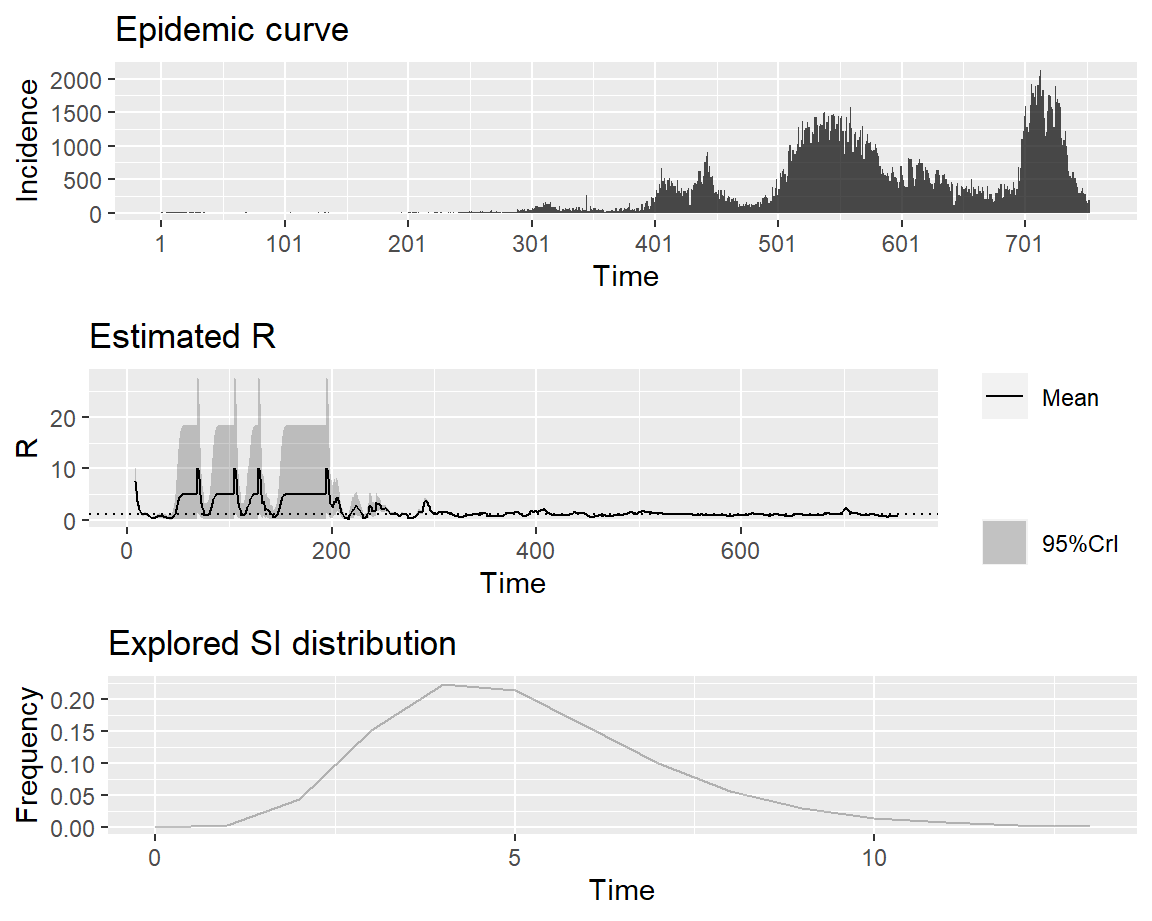 Epidemic curve
Incidence
2000
1500
1000
500
0
1 101 201 301 401 501 601 701
Time
Estimated R
R
20
10
0
0 200 400 600
Time
Mean
95%CrI
Explored SI distribution
Frequency
0.20
0.15
0.10
0.05
0.00
0 5 10
Time